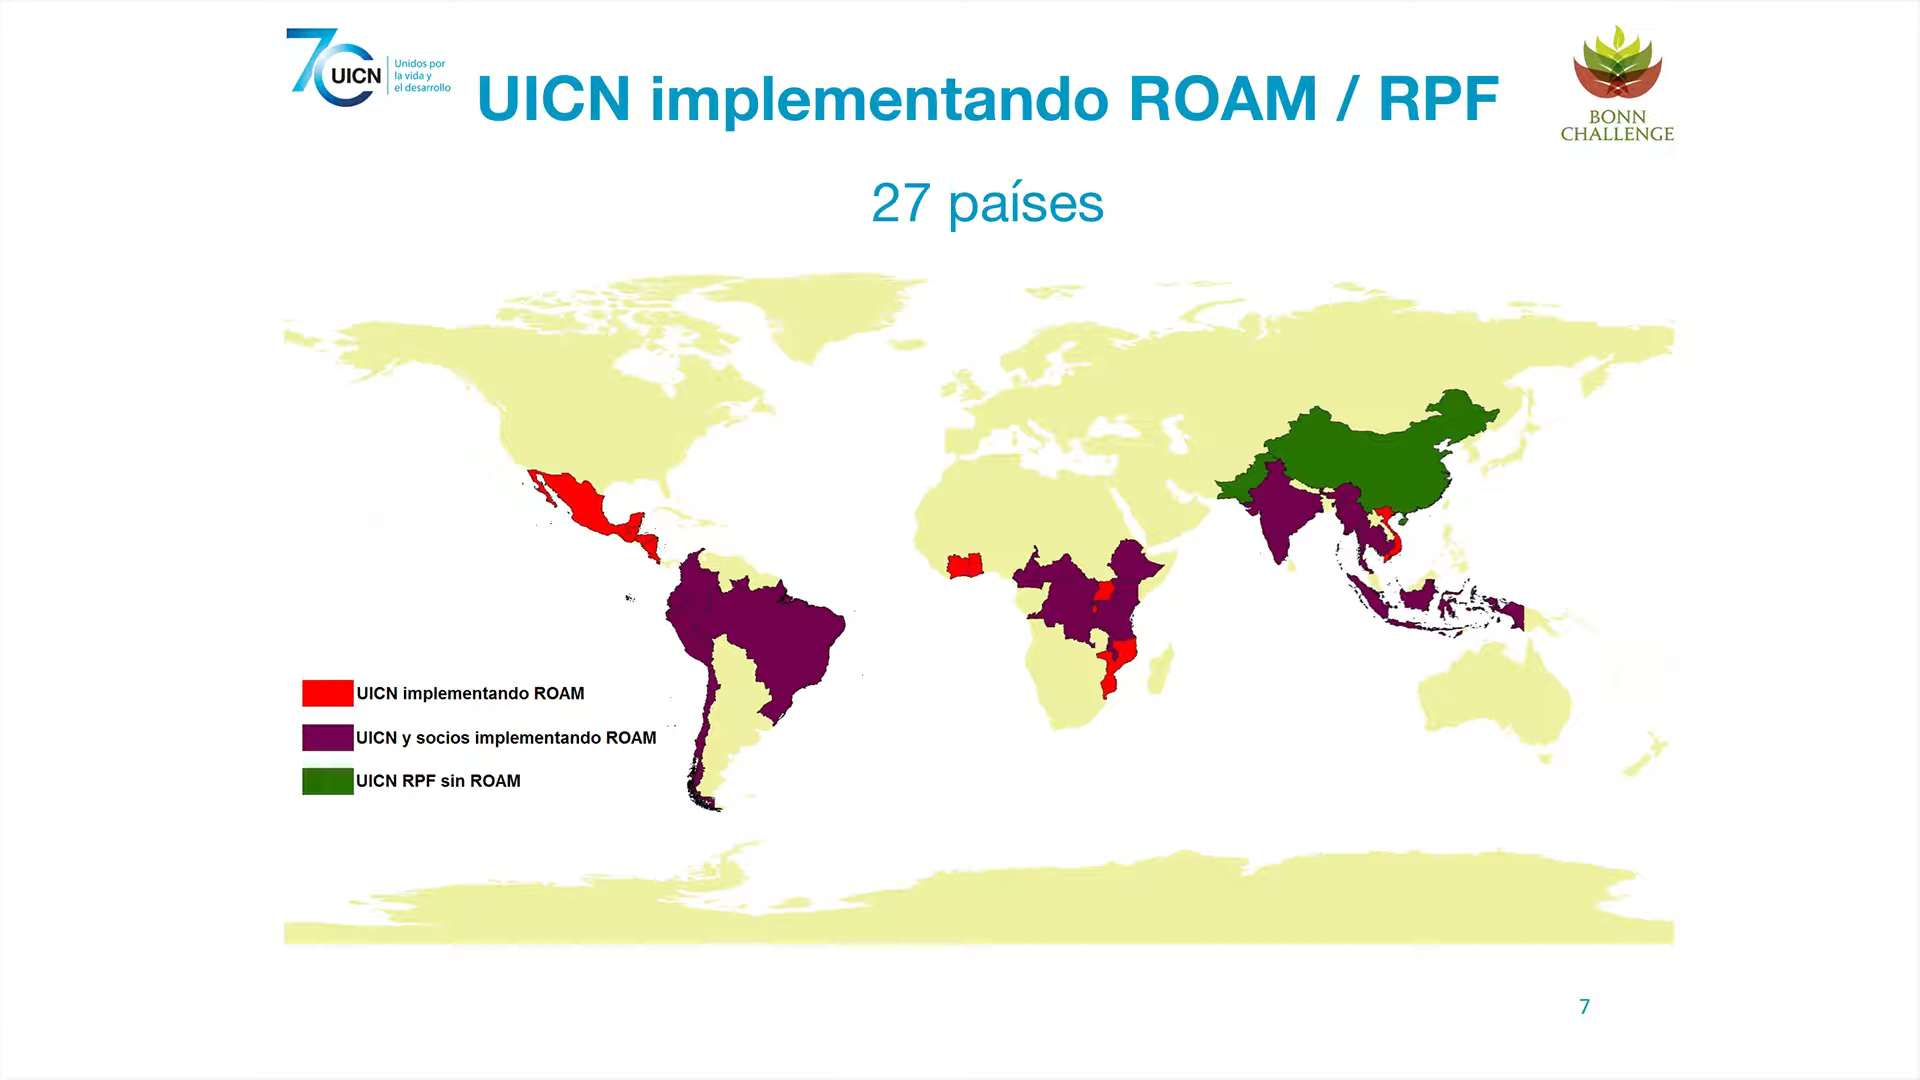 7C UICN
Unidos por
la vida y
el desarrollo
UICN implementando ROAM / RPF
BONN
CHALLENGE
27 países
UICN implementando ROAM
UICN y socios implementando ROAM
UICN RPF sin ROAM
7